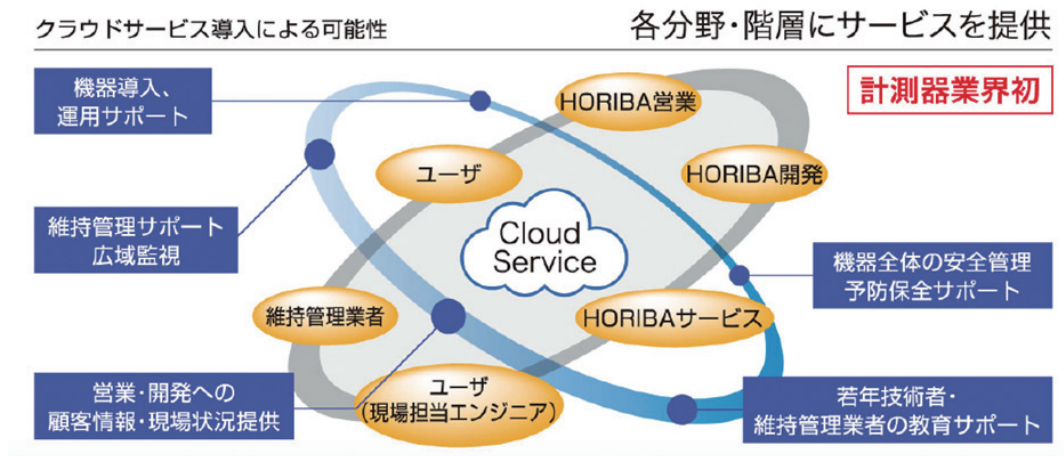 クラウドサービス導入による可能性
各分野・階層にサービスを提供
計測器業界初
機器導入、
運用サポート
HORIBA営業
ユーザ
HORIBA開発
維持管理サポート
広域監視
Cloud
Service
機器全体の安全管理
予防保全サポート
維持管理業者
HORIBAサービス
営業・開発への
顧客情報・現場状況提供
ユーザ
(現場担当エンジニア)
若年技術者・
維持管理業者の教育サポート